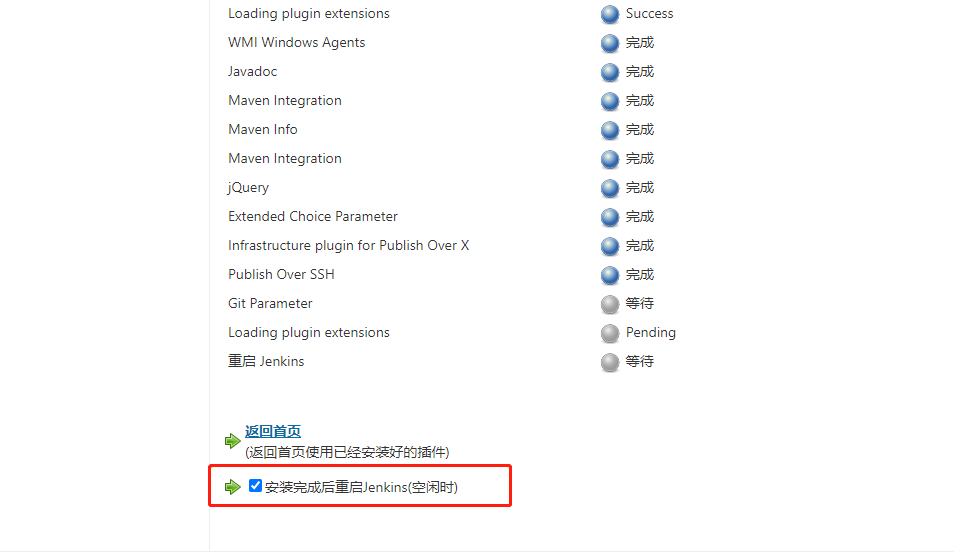 Loading plugin extensions Success
WMI Windows Agents 完成
Javadoc 完成
Maven Integration 完成
Maven Info 完成
Maven Integration 完成
jQuery 完成
Extended Choice Parameter 完成
Infrastructure plugin for Publish Over X 完成
Publish Over SSH 完成
Git Parameter 等待
Loading plugin extensions Pending
重启 Jenkins 等待
返回首页
(返回首页使用已经安装好的插件)
安装完成后重启Jenkins(空闲时)